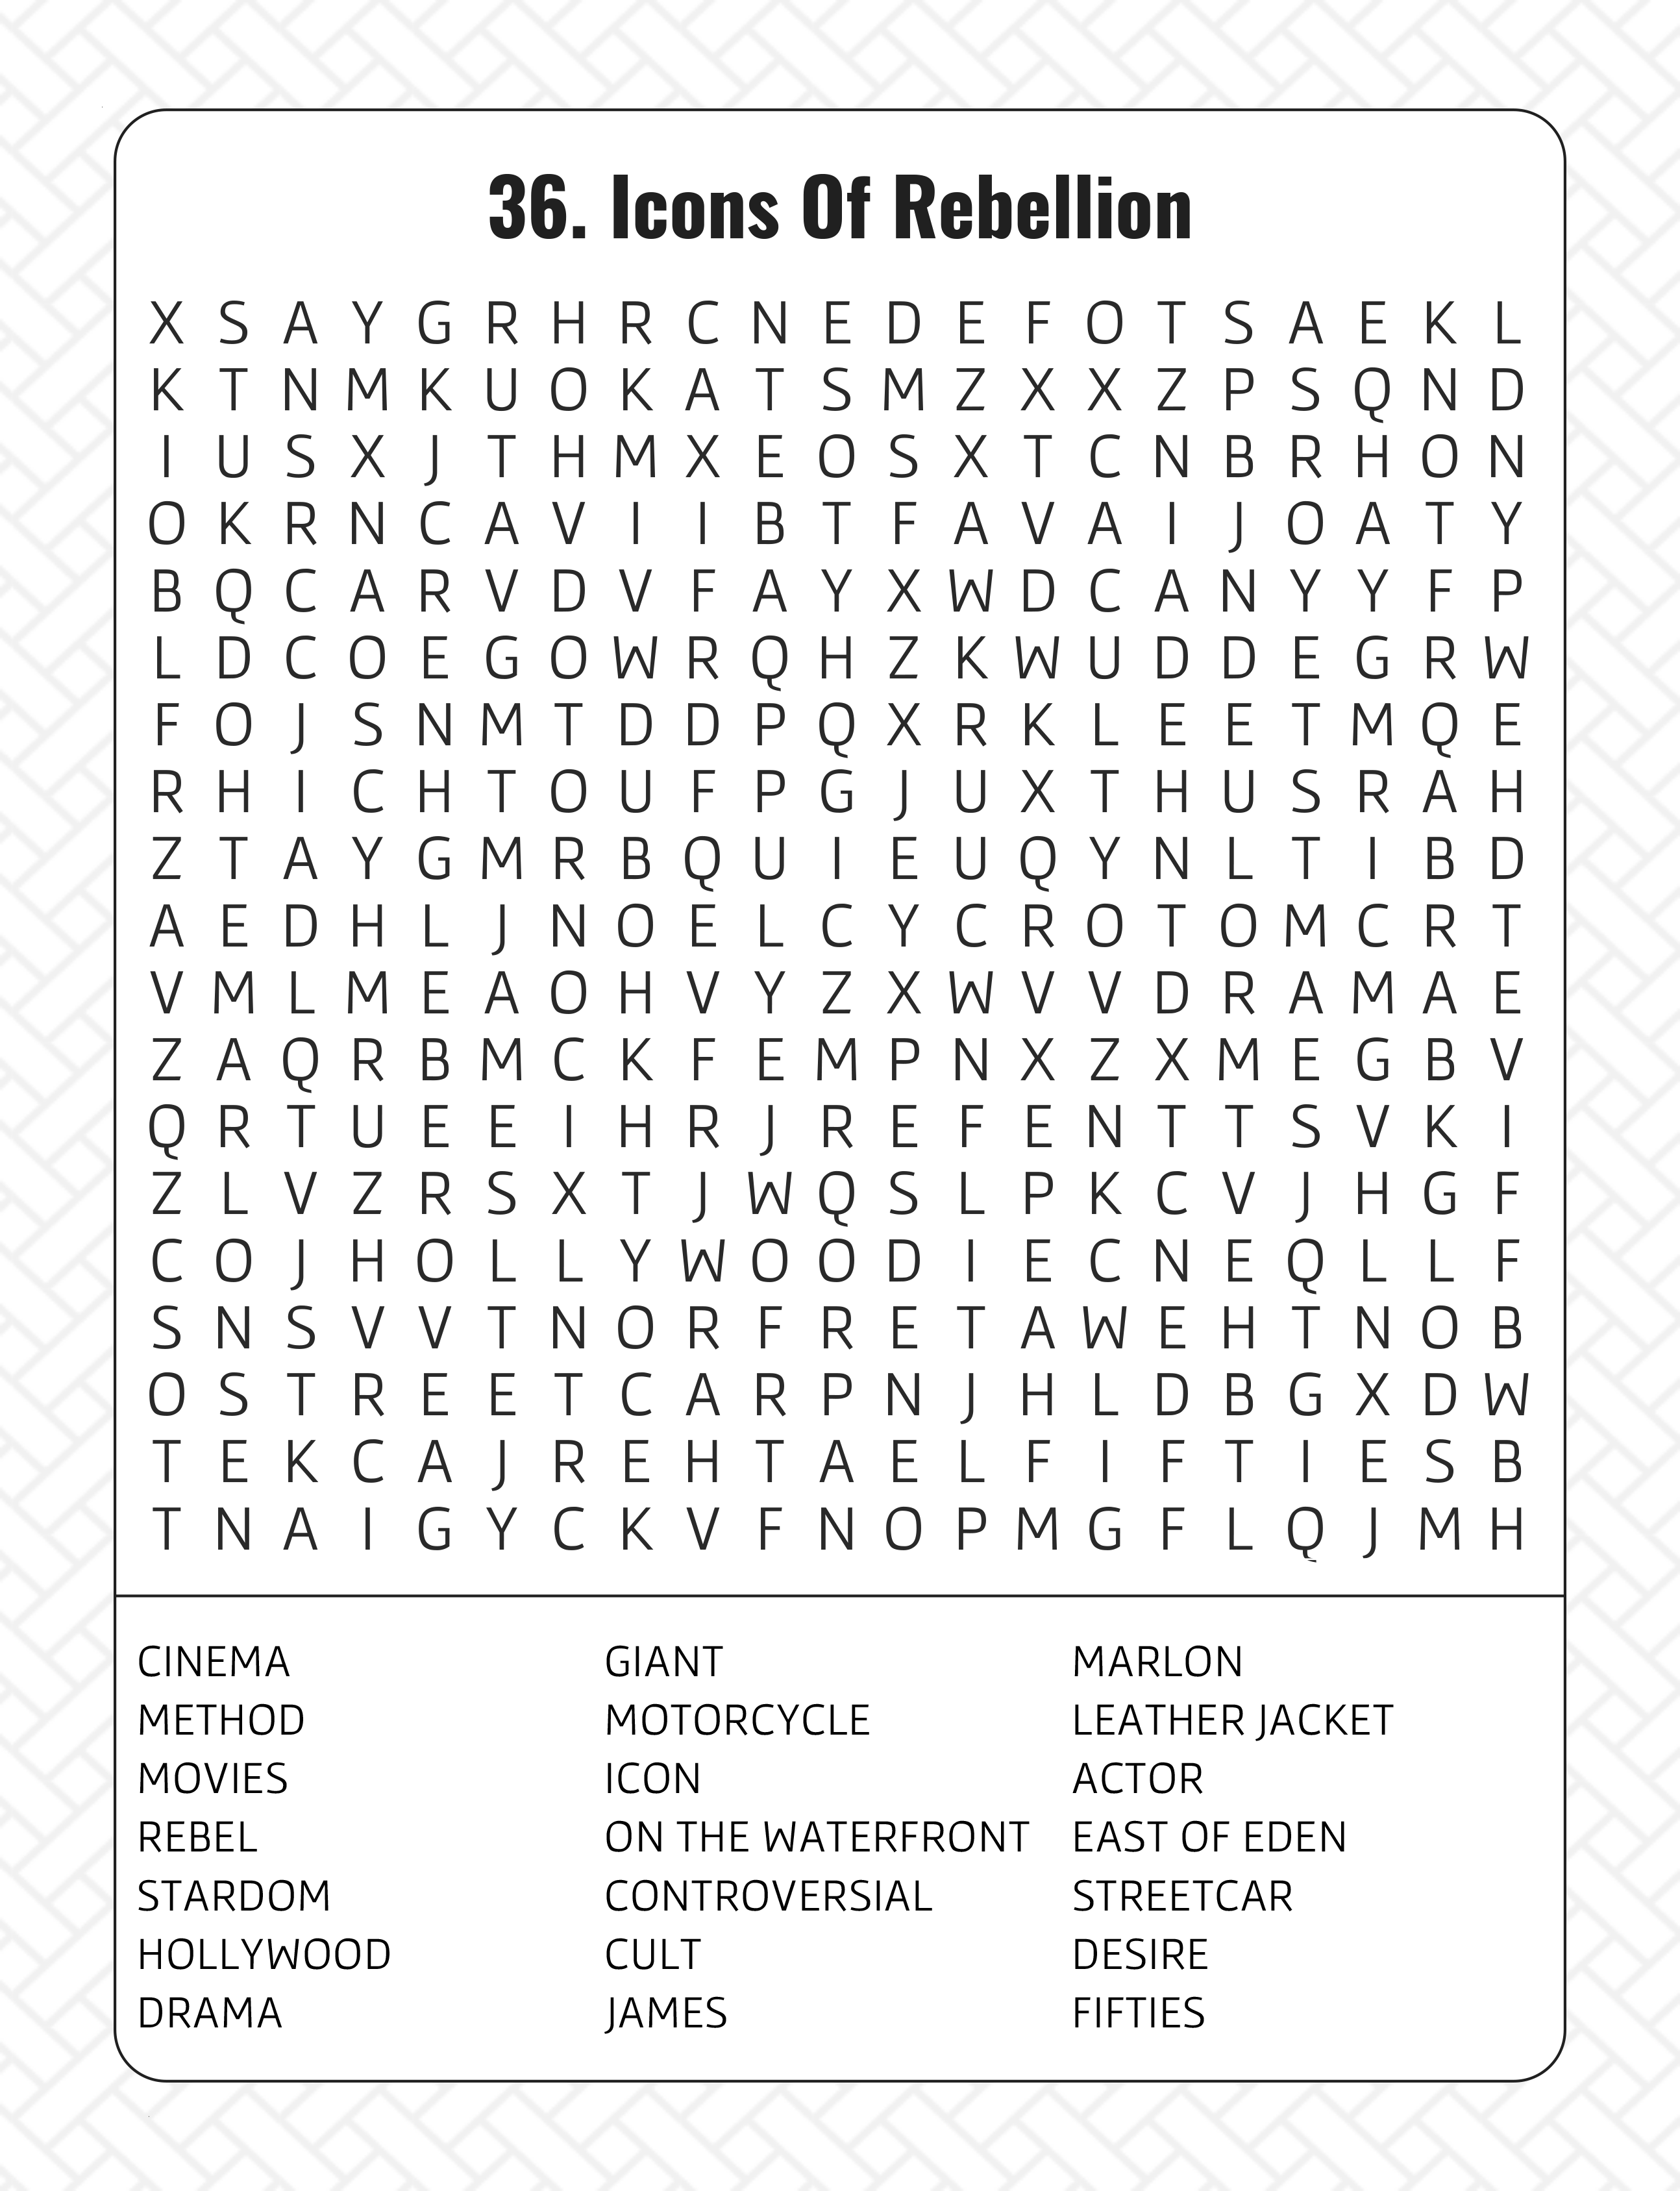 36. Icons Of Rebellion
X S A Y G R H R C N E D E F O T S A E K L
K T N M K U O K A T S M Z X X Z P S Q N D
I U S X J T H M X E O S X T C N B R H O N
O K R N C A V I I B T F A V A I J O A T Y
B Q C A R V D V F A Y X W D C A N Y Y F P
L D C O E G O W R Q H Z K W U D D E G R W
F O J S N M T D D P Q X R K L E E T M Q E
R H I C H T O U F P G J U X T H U S R A H
Z T A Y G M R B Q U I E U Q Y N L T I B D
A E D H L J N O E L C Y C R O T O M C R T
V M L M E A O H V Y Z X W V V D R A M A E
Z A Q R B M C K F E M P N X Z X M E G B V
Q R T U E E I H R J R E F E N T T S V K I
Z L V Z R S X T J W Q S L P K C V J H G F
C O J H O L L Y W O O D I E C N E Q L L F
S N S V V T N O R F R E T A W E H T N O B
O S T R E E T C A R P N J H L D B G X D W
T E K C A J R E H T A E L F I F T I E S B
T N A I G Y C K V F N O P M G F L Q J M H
CINEMA GIANT MARLON
METHOD MOTORCYCLE LEATHER JACKET
MOVIES ICON ACTOR
REBEL ON THE WATERFRONT EAST OF EDEN
STARDOM CONTROVERSIAL STREETCAR
HOLLYWOOD CULT DESIRE
DRAMA JAMES FIFTIES